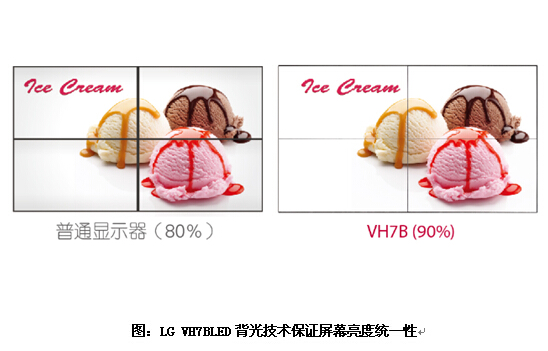 Ice Cream
Ice Cream
普通显示器（80%）
VH7B (90%)
图：LG VH7BLED 背光技术保证屏幕亮度统一性↵